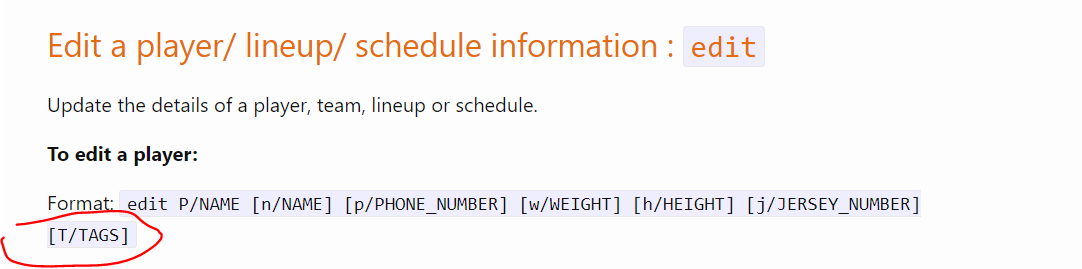 Edit a player/ lineup/ schedule information : edit
Update the details of a player, team, lineup or schedule.
To edit a player:
Format: edit P/NAME [n/NAME] [p/PHONE_NUMBER] [w/WEIGHT] [h/HEIGHT] [j/JERSEY_NUMBER]
[T/TAGS]